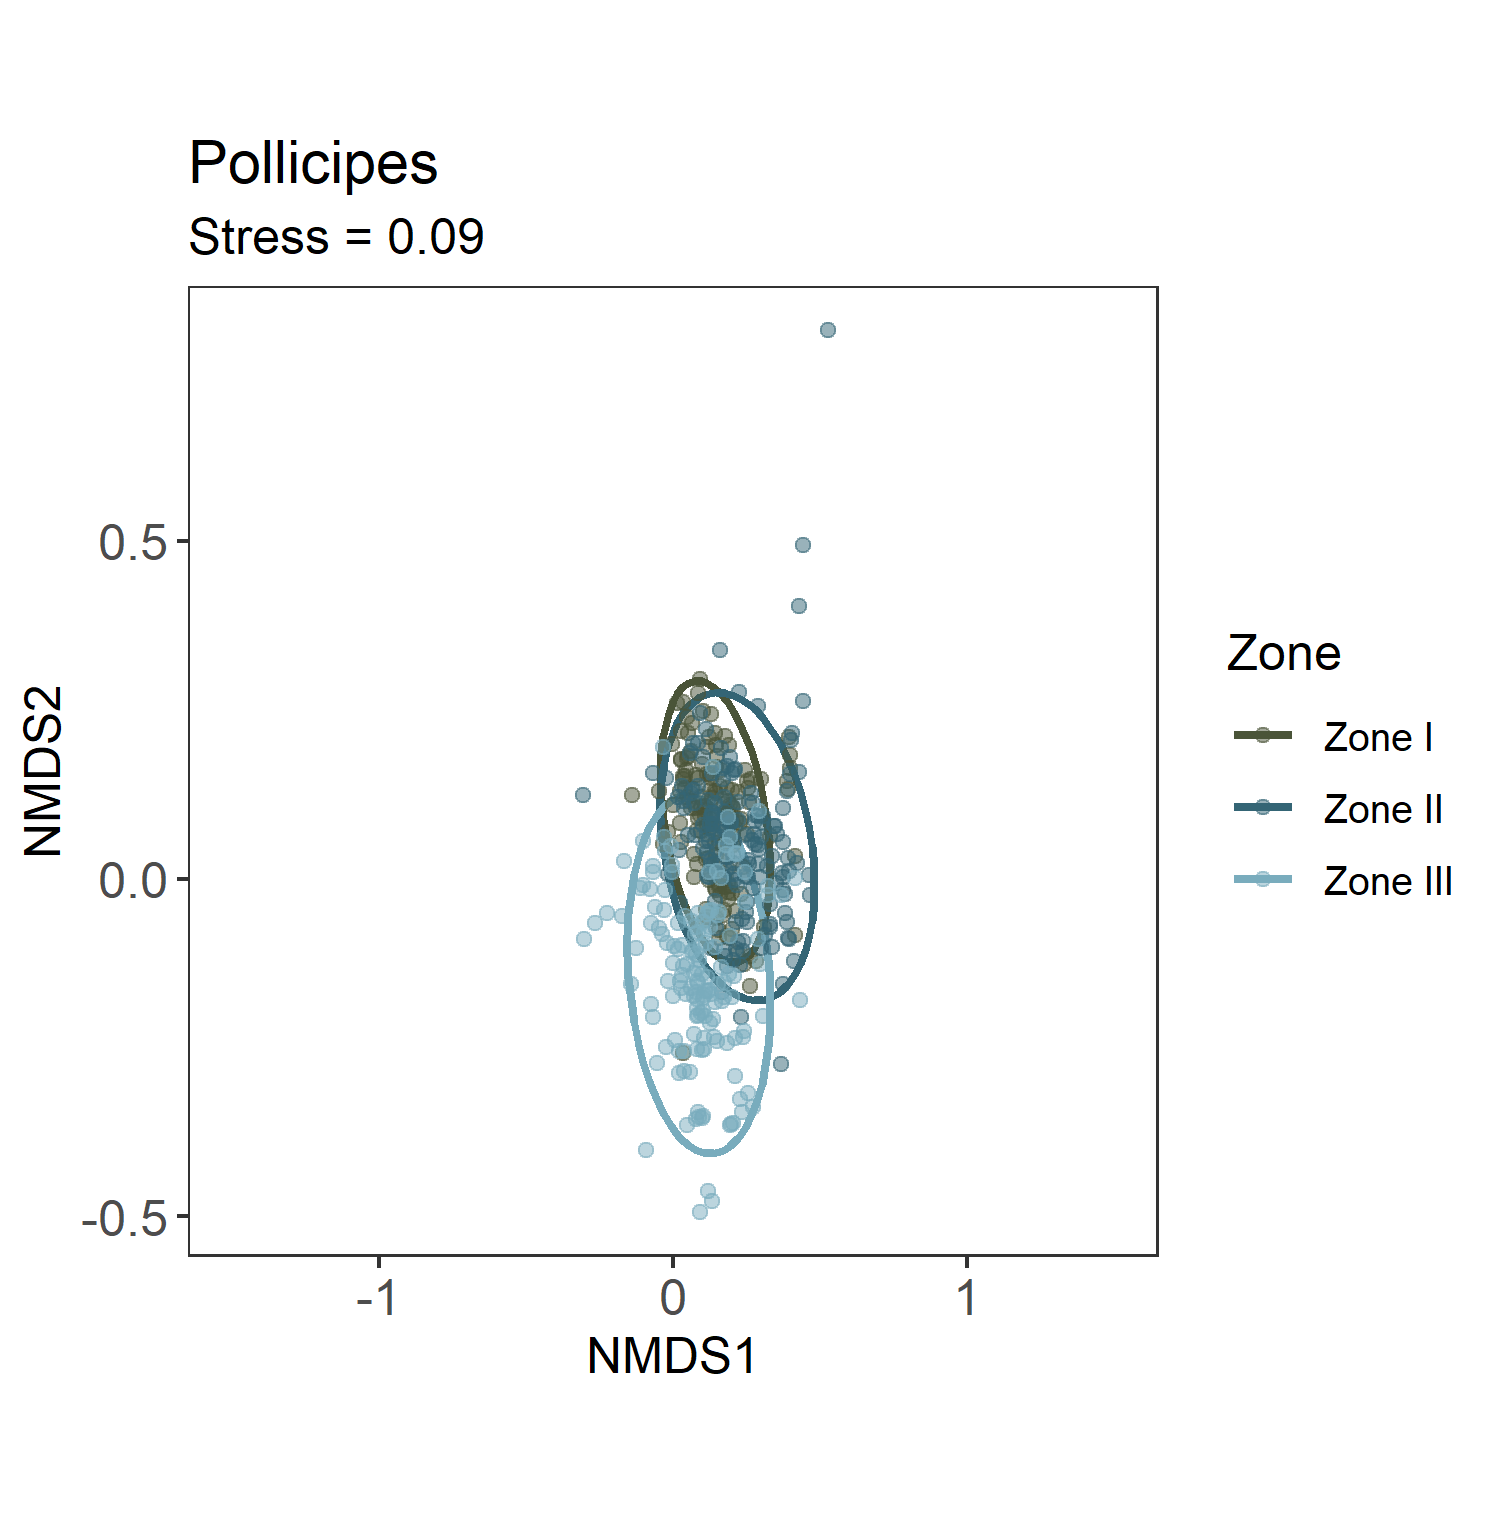 Pollicipes
Stress = 0.09
NMDS2
0.5
0.0
-0.5
-1
0
1
NMDS1
Zone
Zone I
Zone II
Zone III